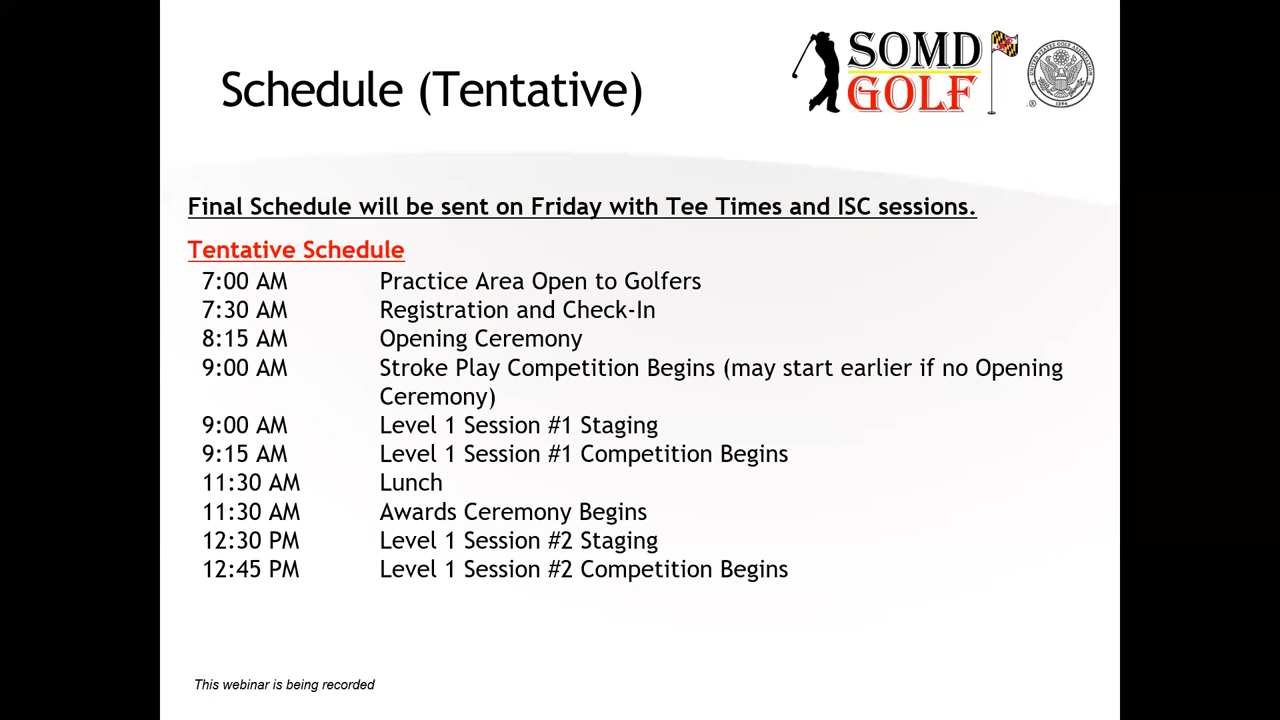 Schedule (Tentative)
SOMD
GOLF
Final Schedule will be sent on Friday with Tee Times and ISC sessions.
Tentative Schedule
7:00 AM Practice Area Open to Golfers
7:30 AM Registration and Check-In
8:15 AM Opening Ceremony
9:00 AM Stroke Play Competition Begins (may start earlier if no Opening
Ceremony)
9:00 AM Level 1 Session #1 Staging
9:15 AM Level 1 Session #1 Competition Begins
11:30 AM Lunch
11:30 AM Awards Ceremony Begins
12:30 PM Level 1 Session #2 Staging
12:45 PM Level 1 Session #2 Competition Begins
This webinar is being recorded